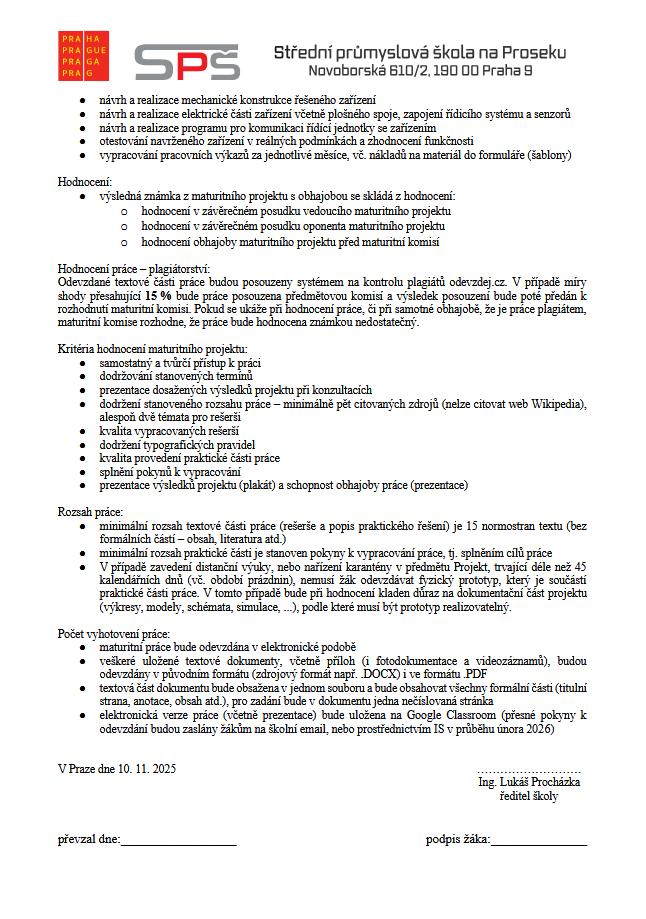 PRA HA
PRA GUE
PRA GA
PRA G
SPŠ
Střední průmyslová škola na Proseku
Novoborská 610/2, 190 00 Praha 9
● návrh a realizace mechanické konstrukce řešeného zařízení
● návrh a realizace elektrické části zařízení včetně plošného spoje, zapojení řídicího systému a senzorů
● návrh a realizace programu pro komunikaci řídící jednotky se zařízením
● otestování navrženého zařízení v reálných podmínkách a zhodnocení funkčnosti
● vypracování pracovních výkazů za jednotlivé měsíce, vč. nákladů na materiál do formuláře (šablony)
Hodnocení:
● výsledná známka z maturitního projektu s obhajobou se skládá z hodnocení:
o hodnocení v závěrečném posudku vedoucího maturitního projektu
o hodnocení v závěrečném posudku oponenta maturitního projektu
o hodnocení obhajoby maturitního projektu před maturitní komisí
Hodnocení práce – plagiátorství:
Odevzdané textové části práce budou posouzeny systémem na kontrolu plagiátů odevzdej.cz. V případě míry
shody přesahující 15 % bude práce posouzena předmětovou komisí a výsledek posouzení bude poté předán k
rozhodnutí maturitní komisi. Pokud se ukáže při hodnocení práce, či při samotné obhajobě, že je práce plagiátem,
maturitní komise rozhodne, že práce bude hodnocena známkou nedostatečný.
Kritéria hodnocení maturitního projektu:
● samostatný a tvůrčí přístup k práci
● dodržování stanovených termínů
● prezentace dosažených výsledků projektu při konzultacích
● dodržení stanoveného rozsahu práce – minimálně pět citovaných zdrojů (nelze citovat web Wikipedia),
alespoň dvě témata pro rešerši
● kvalita vypracovaných rešerší
● dodržení typografických pravidel
● kvalita provedení praktické části práce
● splnění pokynů k vypracování
● prezentace výsledků projektu (plakát) a schopnost obhajoby práce (prezentace)
Rozsah práce:
● minimální rozsah textové části práce (rešerše a popis praktického řešení) je 15 normostran textu (bez
formálních částí – obsah, literatura atd.)
● minimální rozsah praktické části je stanoven pokyny k vypracování práce, tj. splněním cílů práce
● V případě zavedení distanční výuky, nebo nařízení karantény v předmětu Projekt, trvající déle než 45
kalendářních dnů (vč. období prázdnin), nemusí žák odevzdávat fyzický prototyp, který je součástí
praktické části práce. V tomto případě bude při hodnocení kladen důraz na dokumentační část projektu
(výkresy, modely, schémata, simulace, ...), podle které musí být prototyp realizovatelný.
Počet vyhotovení práce:
● maturitní práce bude odevzdána v elektronické podobě
● veškeré uložené textové dokumenty, včetně příloh (i fotodokumentace a videozáznamů), budou
odevzdány v původním formátu (zdrojový formát např. .DOCX) i ve formátu .PDF
● textová část dokumentu bude obsažena v jednom souboru a bude obsahovat všechny formální části (titulní
strana, anotace, obsah atd.), pro zadání bude v dokumentu jedna nečíslovaná stránka
● elektronická verze práce (včetně prezentace) bude uložena na Google Classroom (přesné pokyny k
odevzdání budou zaslány žákům na školní email, nebo prostřednictvím IS v průběhu února 2026)
V Praze dne 10. 11. 2025
..............................
Ing. Lukáš Procházka
ředitel školy
převzal dne:___________________ podpis žáka:________________